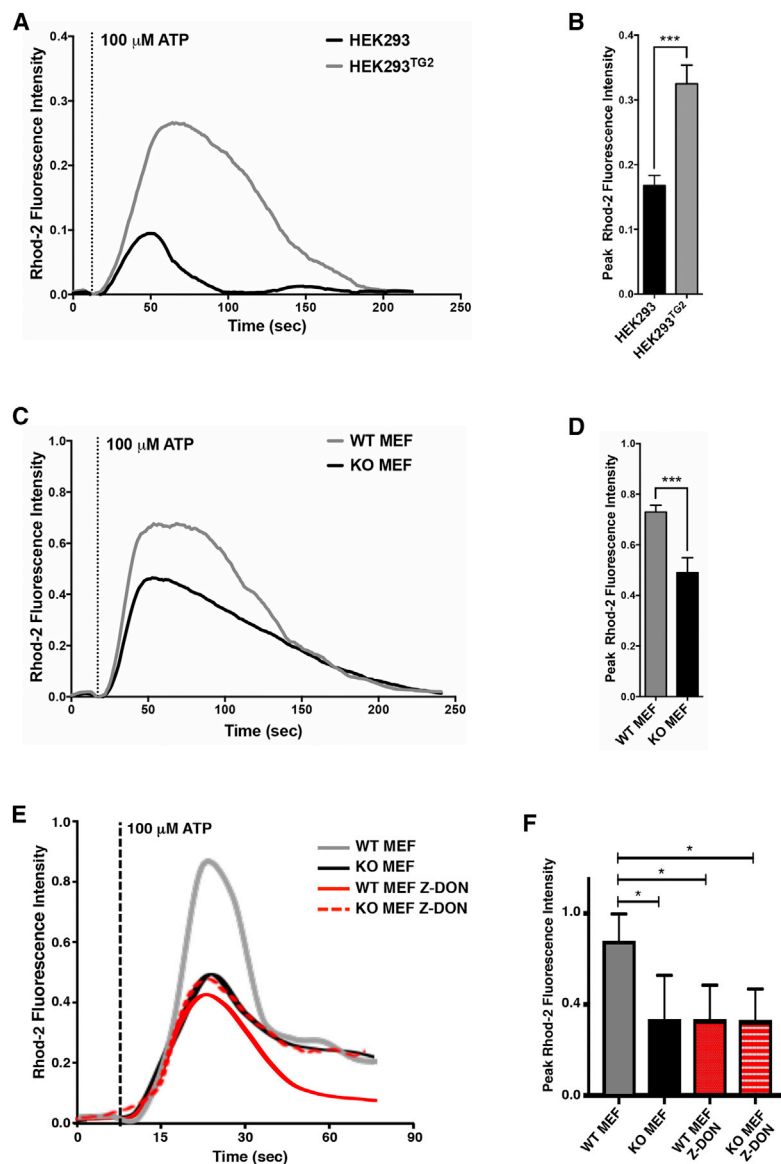 A
100 μM ATP
HEK293
HEK293TG2
Rhod-2 Fluorescence Intensity
0.4
0.3
0.2
0.1
0.0
0 50 100 150 200 250
Time (sec)
B
***
Peak Rhod-2 Fluorescence Intensity
0.4
0.3
0.2
0.1
0.0
HEK293
HEK293TG2
C
100 μM ATP
WT MEF
KO MEF
Rhod-2 Fluorescence Intensity
1.0
0.8
0.6
0.4
0.2
0.0
0 50 100 150 200 250
Time (sec)
D
***
Peak Rhod-2 Fluorescence Intensity
1.0
0.8
0.6
0.4
0.2
0.0
WT MEF
KO MEF
E
100 μM ATP
WT MEF
KO MEF
WT MEF Z-DON
KO MEF Z-DON
Rhod-2 Fluorescence Intensity
1.0
0.8
0.6
0.4
0.2
0.0
0 15 30 60 90
Time (sec)
F
*
*
*
Peak Rhod-2 Fluorescence Intensity
1.0
0.4
0.0
WT MEF
KO MEF
WT MEF
Z-DON
KO MEF
Z-DON